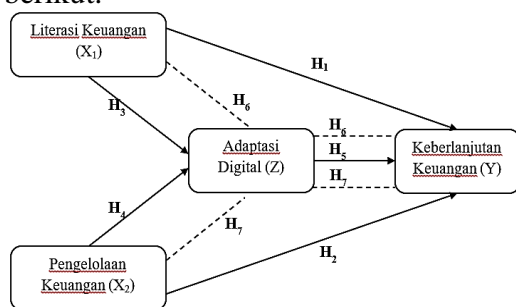 berikut.
Literasi Keuangan
(X₁)
H₁
H₃
H₆
Adaptasi
Digital (Z)
H₆
H₅
H₇
Keberlanjutan
Keuangan (Y)
H₄
H₇
H₂
Pengelolaan
Keuangan (X₂)